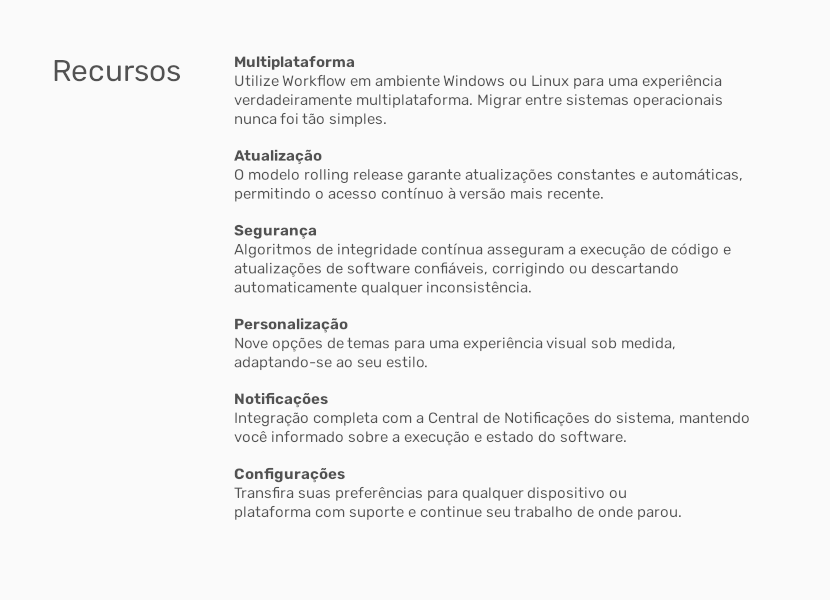 Recursos
Multiplataforma
Utilize Workflow em ambiente Windows ou Linux para uma experiência
verdadeiramente multiplataforma. Migrar entre sistemas operacionais
nunca foi tão simples.
Atualização
O modelo rolling release garante atualizações constantes e automáticas,
permitindo o acesso contínuo à versão mais recente.
Segurança
Algoritmos de integridade contínua asseguram a execução de código e
atualizações de software confiáveis, corrigindo ou descartando
automaticamente qualquer inconsistência.
Personalização
Nove opções de temas para uma experiência visual sob medida,
adaptando-se ao seu estilo.
Notificações
Integração completa com a Central de Notificações do sistema, mantendo
você informado sobre a execução e estado do software.
Configurações
Transfira suas preferências para qualquer dispositivo ou
plataforma com suporte e continue seu trabalho de onde parou.